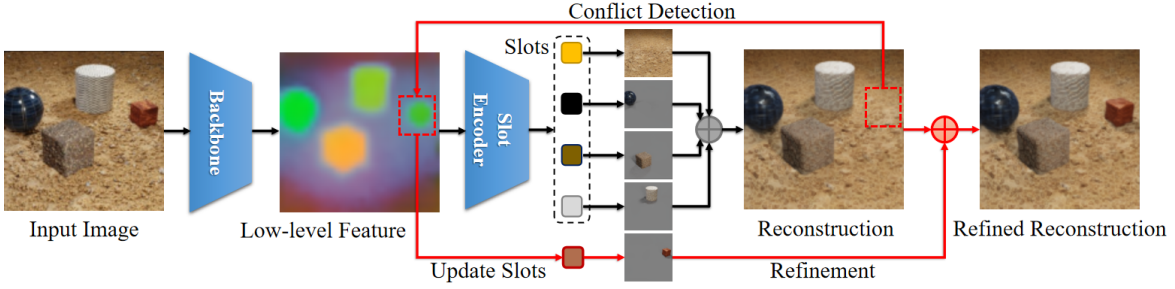 Conflict Detection
Slots
Backbone
Slot
Encoder
Input Image
Low-level Feature
Reconstruction
Refined Reconstruction
Update Slots
Refinement